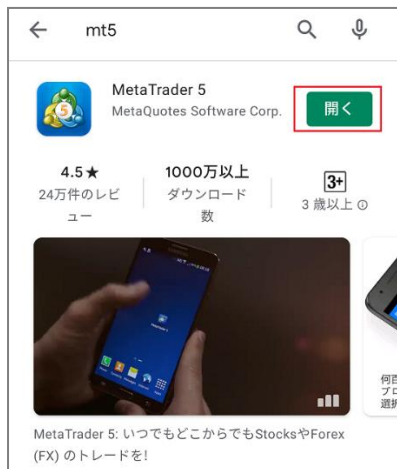 mt5
MetaTrader 5
MetaQuotes Software Corp.
開く
4.5★
24万件のレビ
ュー
1000万以上
ダウンロード
数
3+
3 歳以上
MetaTrader 5: いつでもどこからでもStocksやForex
(FX) のトレードを!